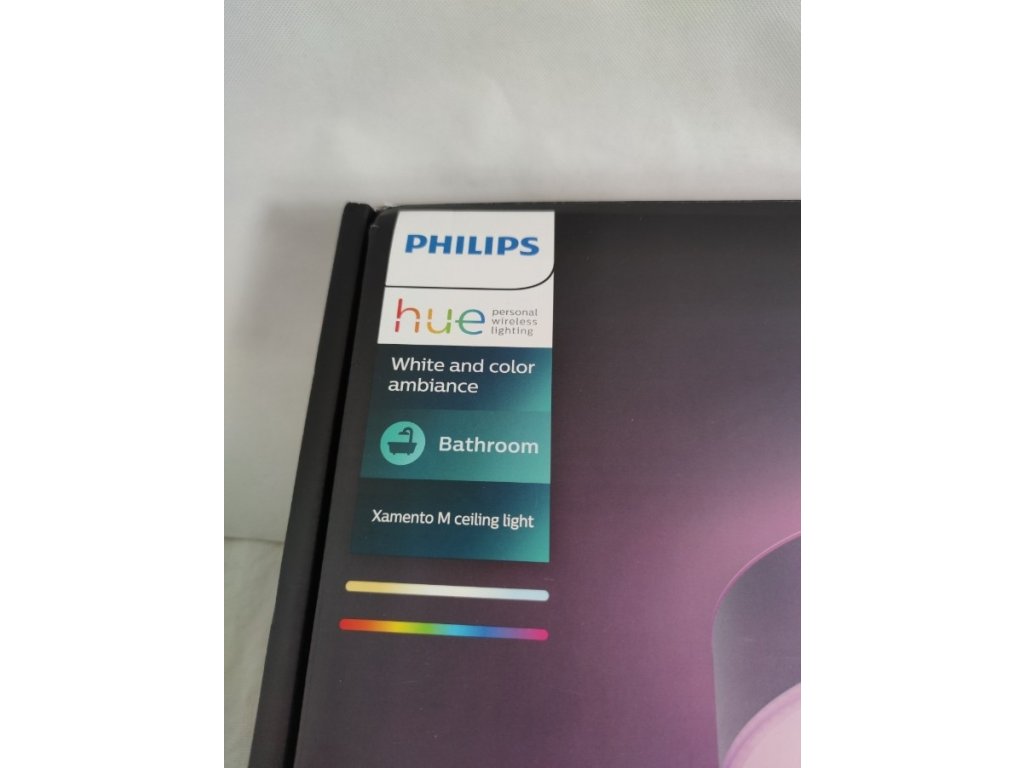 PHILIPS
hue
personal
wireless
lighting
White and color
ambiance
Bathroom
Xamento M ceiling light